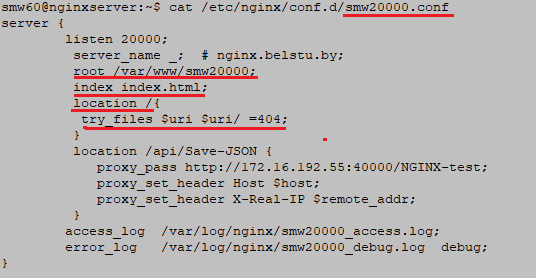 smw60@nginxserver:~$ cat /etc/nginx/conf.d/smw20000.conf
server {
listen 20000;
server_name _; # nginx.belstu.by;
root /var/www/smw20000;
index index.html;
location /{
try_files $uri $uri/ =404;
}
location /api/Save-JSON {
proxy_pass http://172.16.192.55:40000/NGINX-test;
proxy_set_header Host $host;
proxy_set_header X-Real-IP $remote_addr;
}
access_log /var/log/nginx/smw20000_access.log;
error_log /var/log/nginx/smw20000_debug.log debug;
}